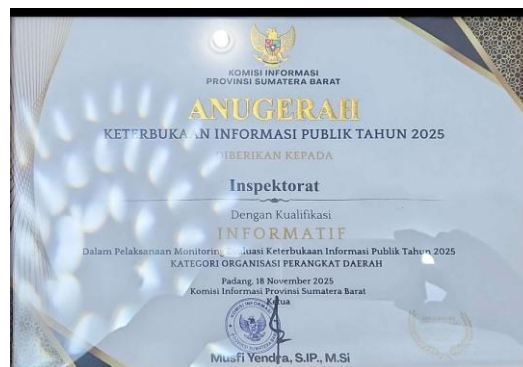 KOMISI INFORMASI
PROVINSI SUMATERA BARAT
ANUGERAH
KETERBUKAAN INFORMASI PUBLIK TAHUN 2025
DIBERIKAN KEPADA
Inspektorat
Dengan Kualifikasi
INFORMATIF
Dalam Pelaksanaan Monitoring Evaluasi Keterbukaan Informasi Publik Tahun 2025
KATEGORI ORGANISASI PERANGKAT DAERAH
Padang, 18 November 2025
Komisi Informasi Provinsi Sumatera Barat
Ketua
Musfi Yendra, S.IP., M.Si